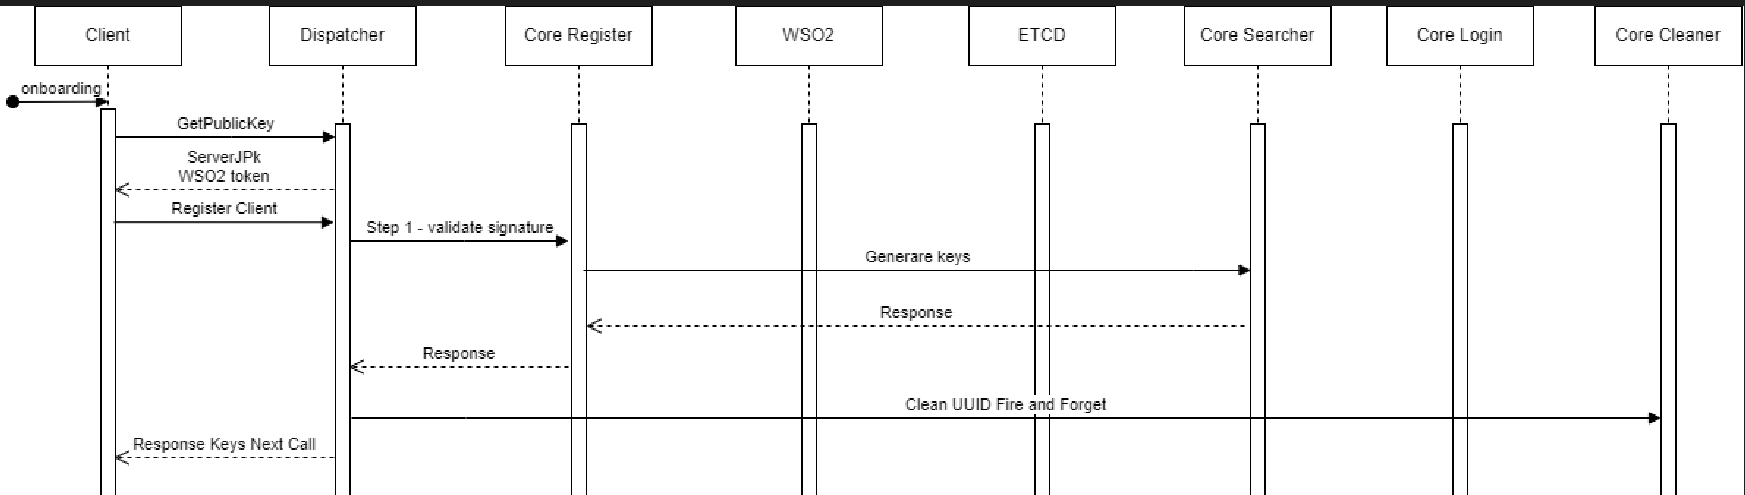 Client
Dispatcher
Core Register
WSO2
ETCD
Core Searcher
Core Login
Core Cleaner
onboarding
GetPublicKey
ServerJPk
WSO2 token
Register Client
Step 1 - validate signature
Generare keys
Response
Response
Clean UUID Fire and Forget
Response Keys Next Call